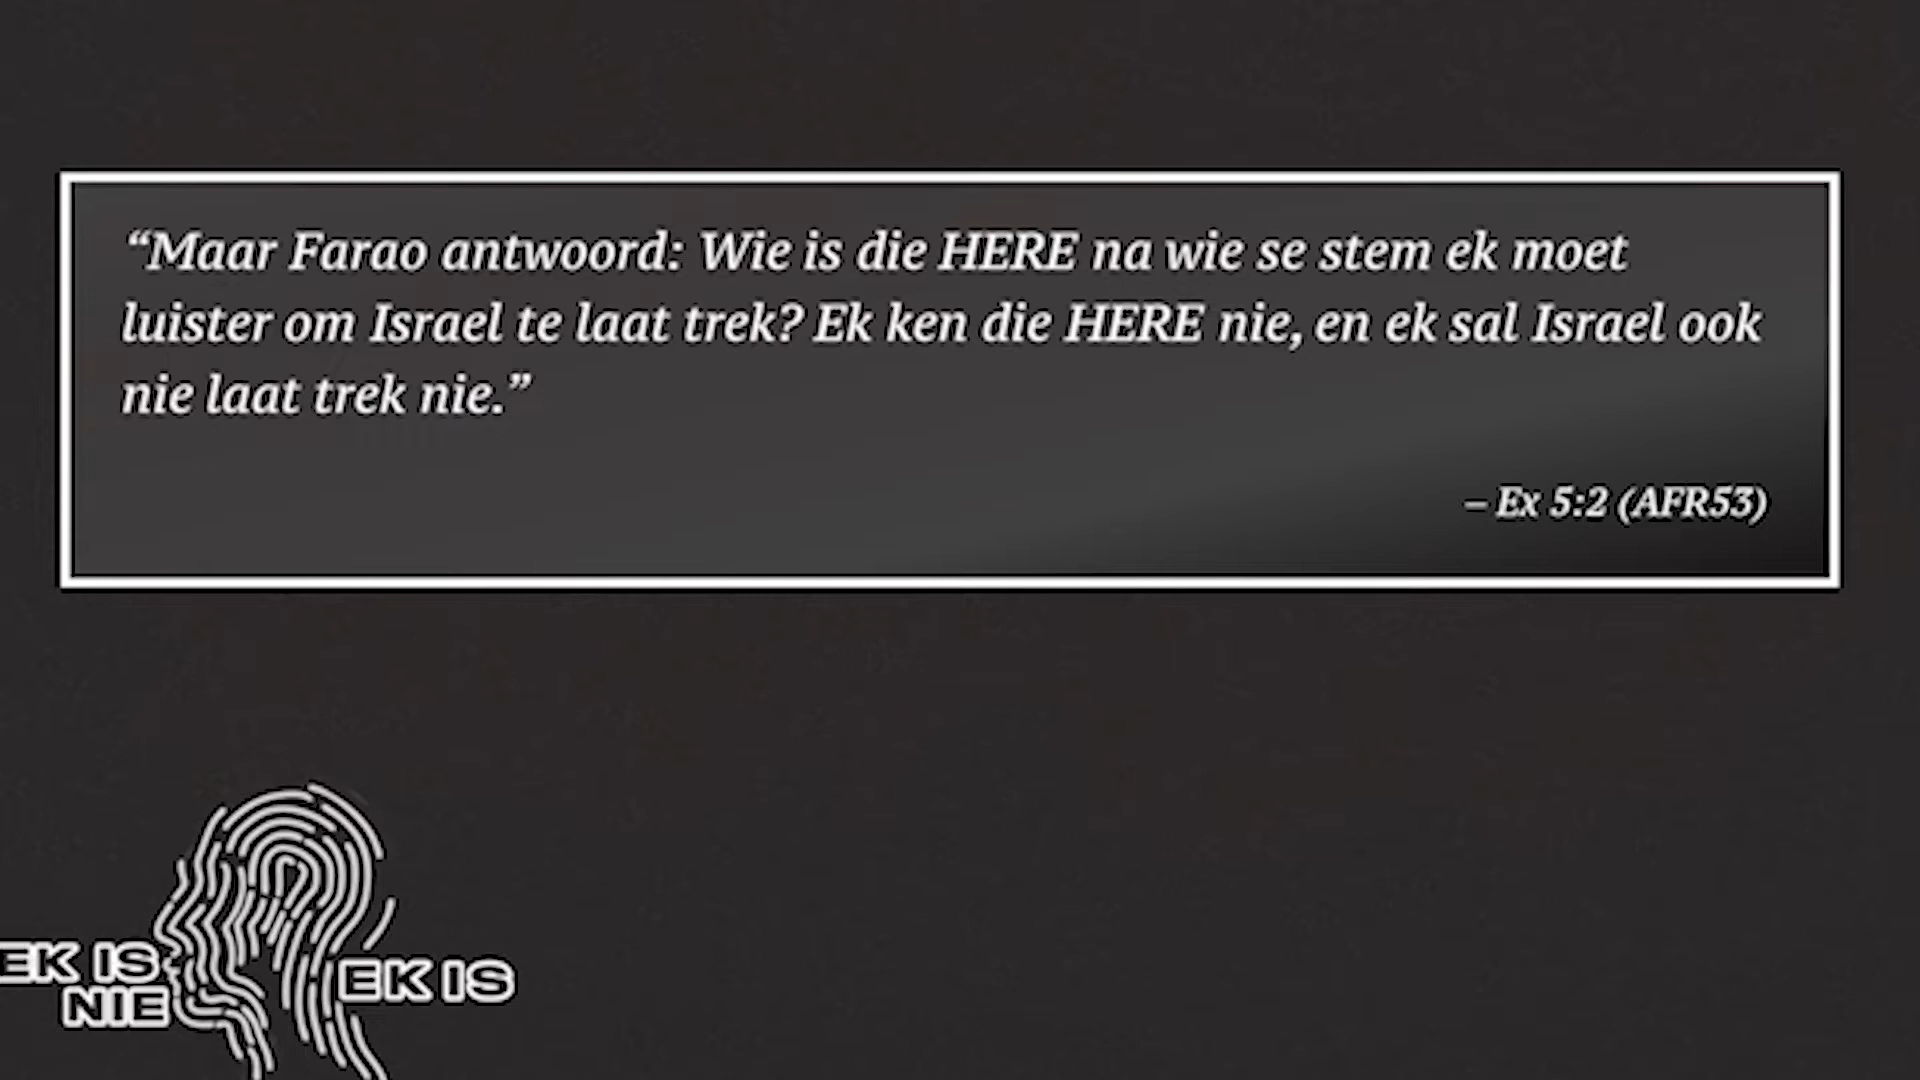 “Maar Farao antwoord: Wie is die HERE na wie se stem ek moet
luister om Israel te laat trek? Ek ken die HERE nie, en ek sal Israel ook
nie laat trek nie.”
– Ex 5:2 (AFR53)
EK IS
NIE
EK IS